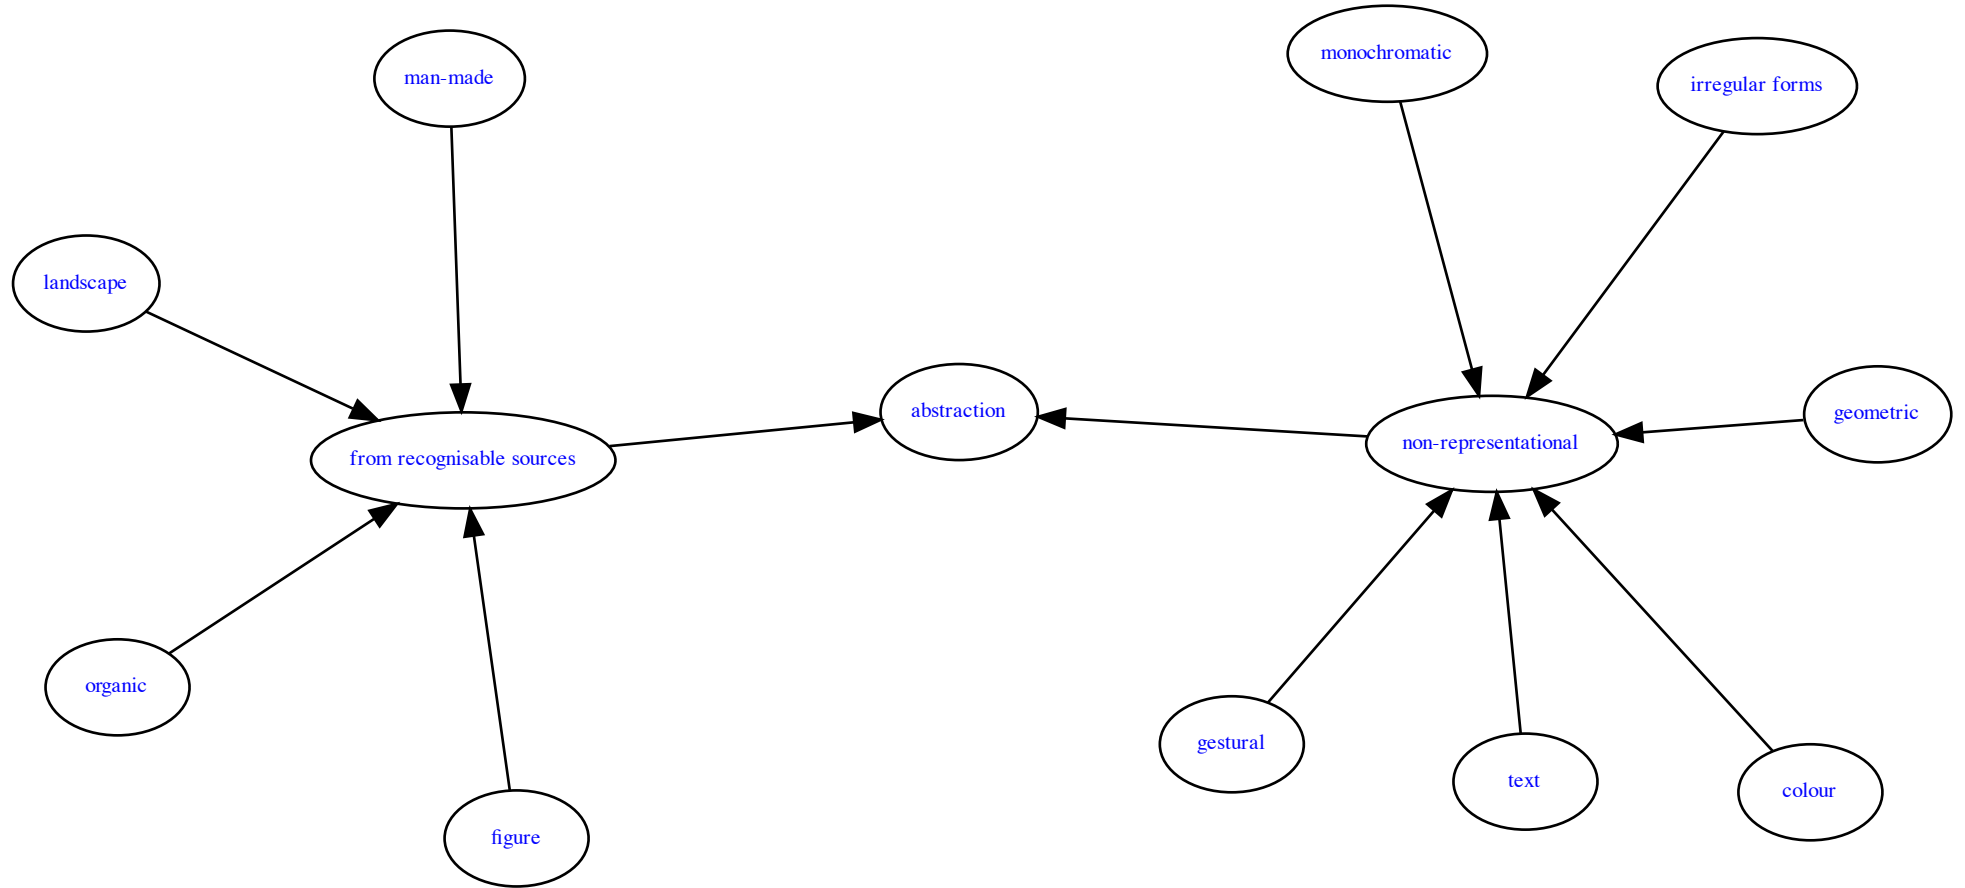 monochromatic
man-made
irregular forms
landscape
abstraction
geometric
non-representational
from recognisable sources
organic
gestural
text
colour
figure